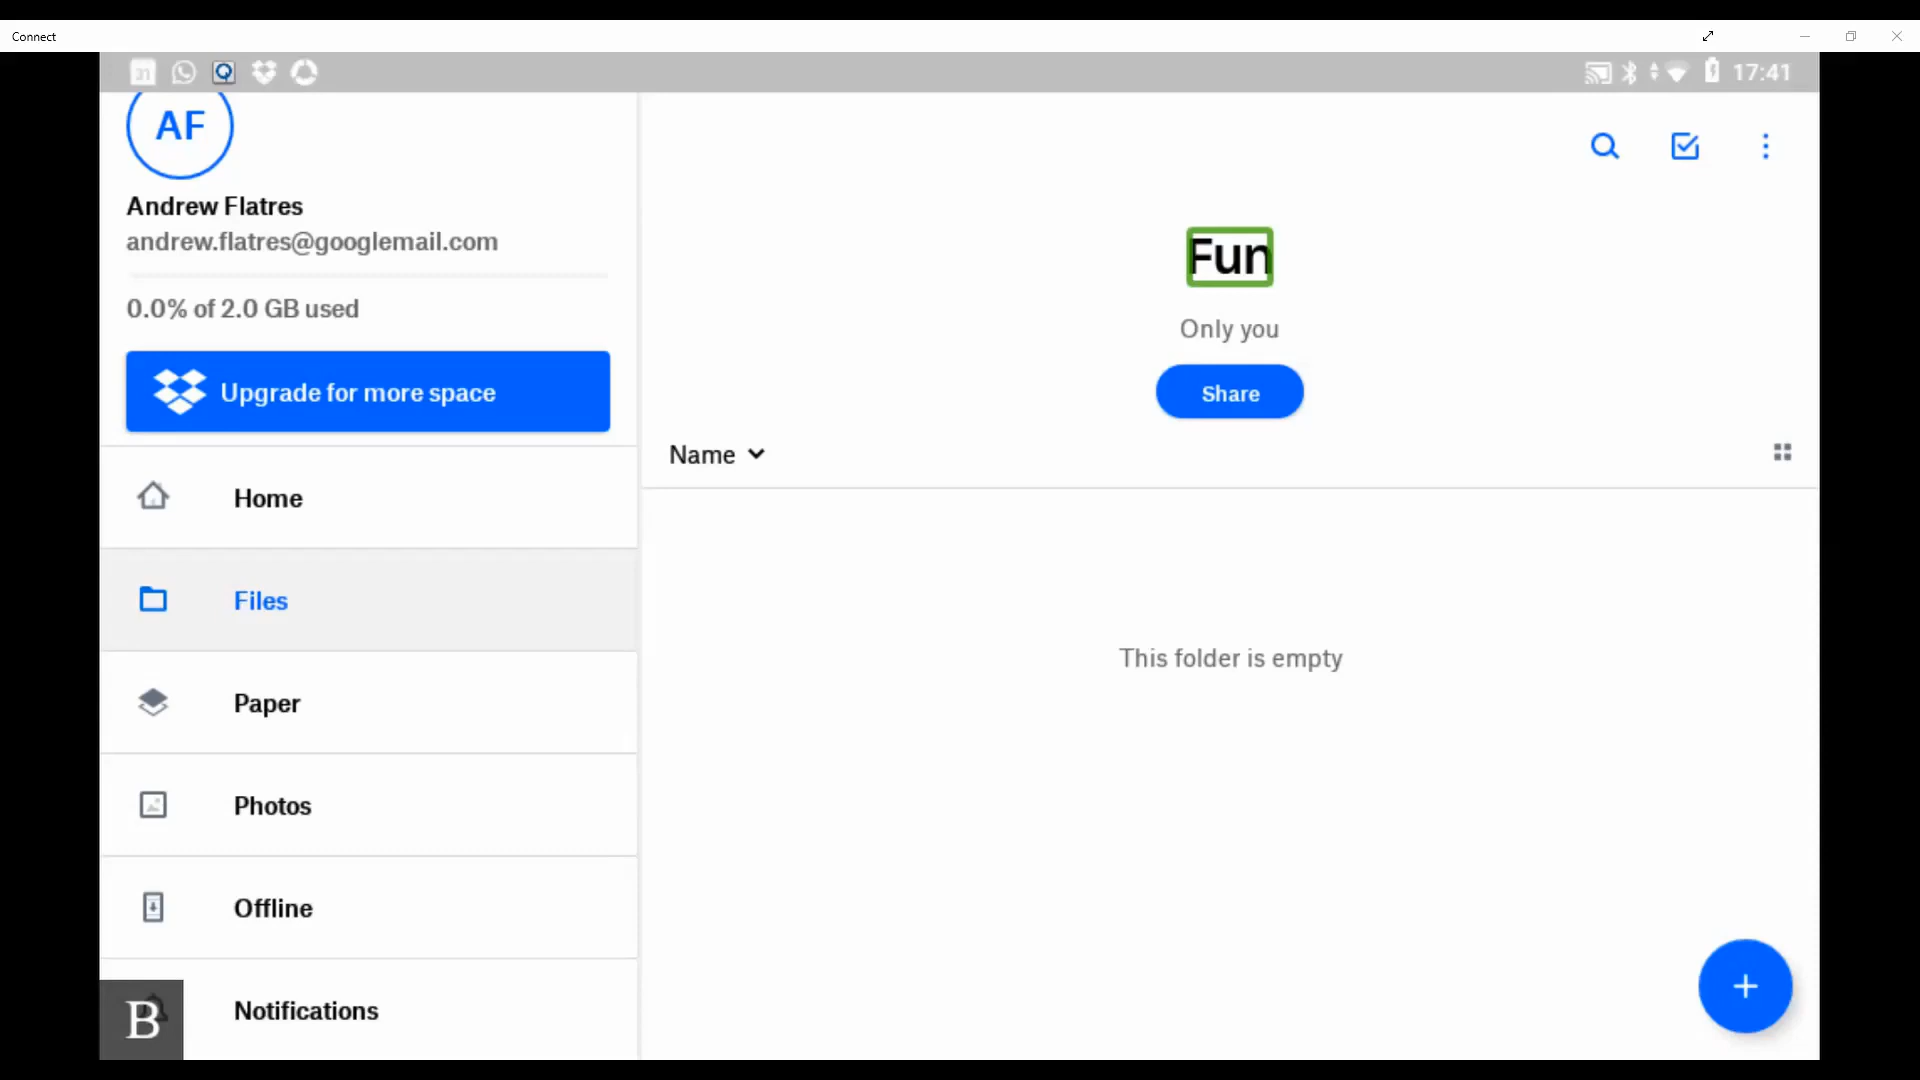 Connect
31
17:41
AF
Andrew Flatres
andrew.flatres@googlemail.com
0.0% of 2.0 GB used
Upgrade for more space
Home
Files
Paper
Photos
Offline
Notifications
B
Fun
Only you
Share
Name
This folder is empty